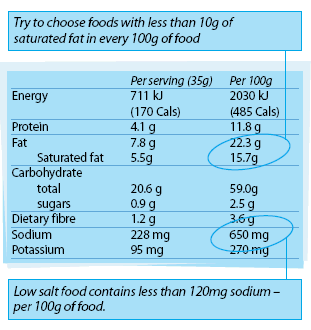 Try to choose foods with less than 10g of
saturated fat in every 100g of food
Per serving (35g) Per 100g
Energy 711 kJ 2030 kJ
(170 Cals) (485 Cals)
Protein 4.1 g 11.8 g
Fat 7.8 g 22.3 g
Saturated fat 5.5g 15.7g
Carbohydrate
total 20.6 g 59.0g
sugars 0.9 g 2.5 g
Dietary fibre 1.2 g 3.6 g
Sodium 228 mg 650 mg
Potassium 95 mg 270 mg
Low salt food contains less than 120mg sodium –
per 100g of food.